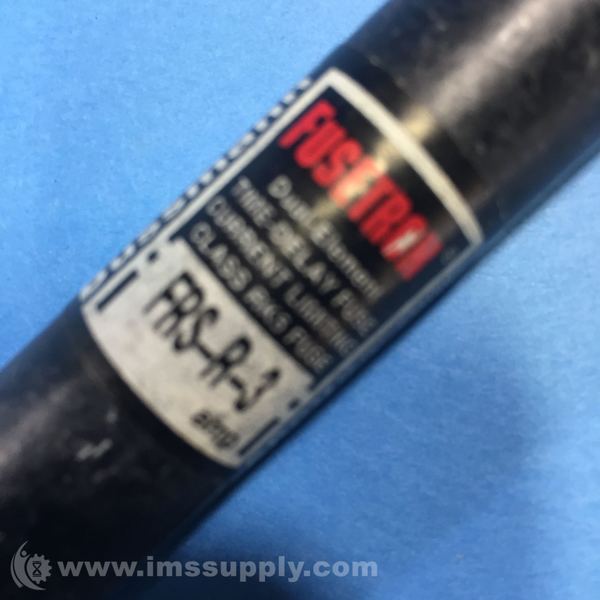 FUSETRON
Dual-Element
TIME-DELAY FUSE
CURRENT LIMITING
CLASS RK5 FUSE
FRS-R-3
amp
www.imssupply.com